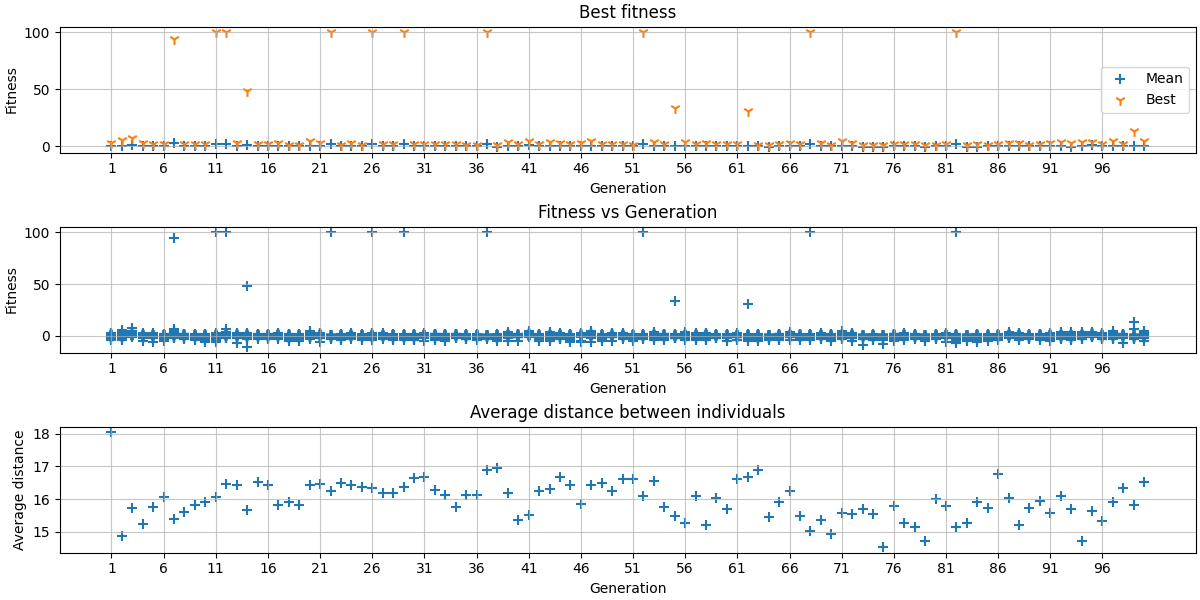 Best fitness
Fitness
100
50
0
Mean
Best
1 6 11 16 21 26 31 36 41 46 51 56 61 66 71 76 81 86 91 96
Generation
Fitness vs Generation
Fitness
100
50
0
1 6 11 16 21 26 31 36 41 46 51 56 61 66 71 76 81 86 91 96
Generation
Average distance between individuals
Average distance
18
17
16
15
1 6 11 16 21 26 31 36 41 46 51 56 61 66 71 76 81 86 91 96
Generation